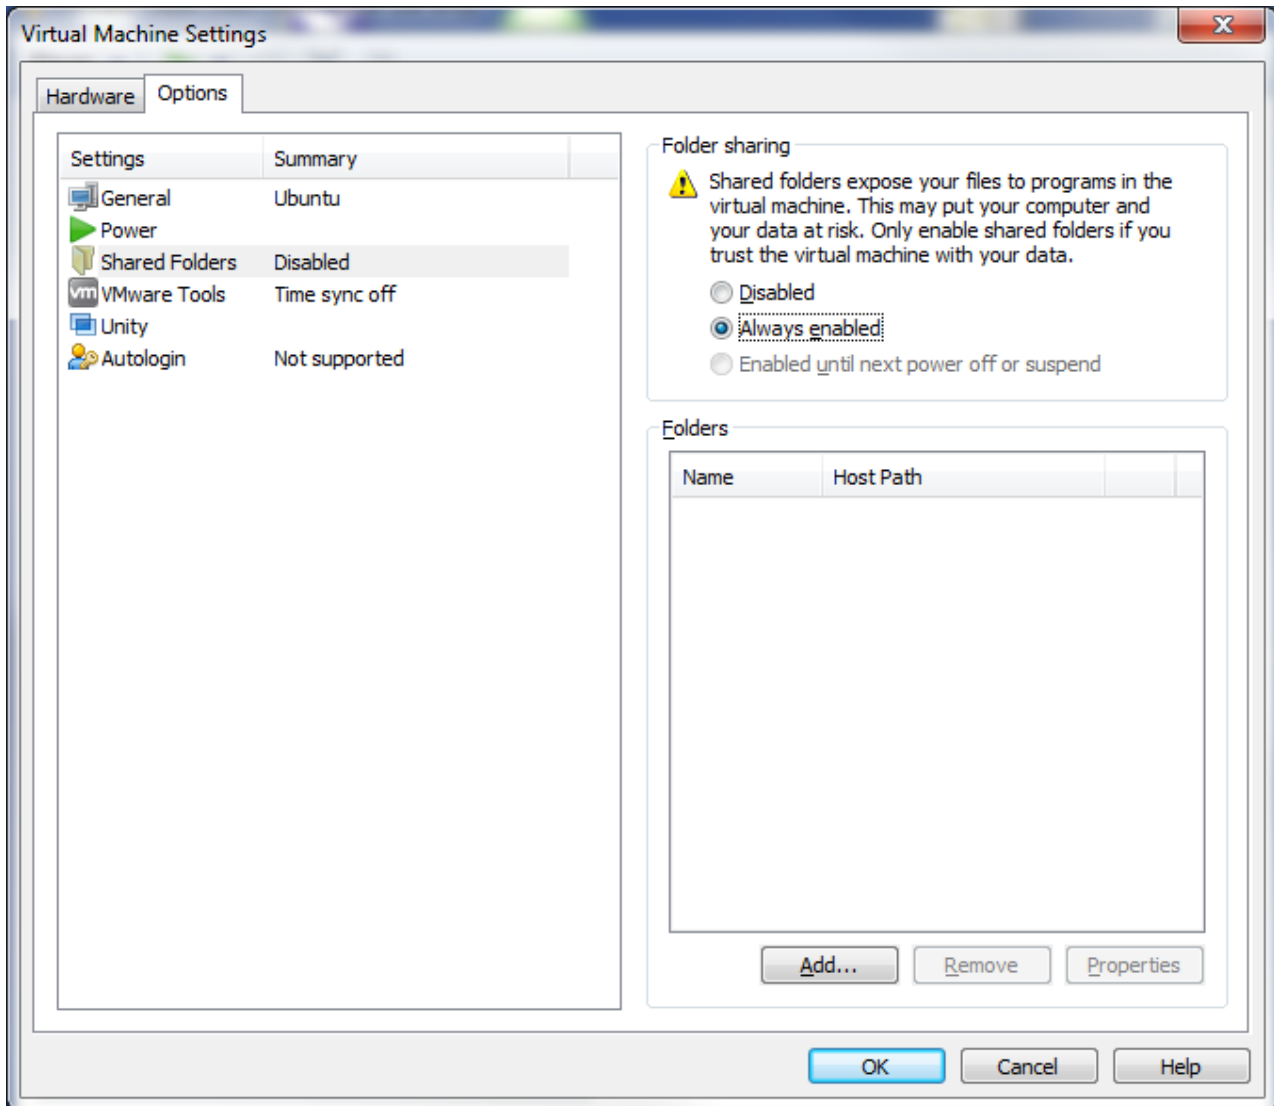 Virtual Machine Settings
Hardware Options
Settings Summary
General Ubuntu
Power
Shared Folders Disabled
vm VMware Tools Time sync off
Unity
Autologin Not supported
Folder sharing
Shared folders expose your files to programs in the
virtual machine. This may put your computer and
your data at risk. Only enable shared folders if you
trust the virtual machine with your data.
Disabled
Always enabled
Enabled until next power off or suspend
Folders
Name Host Path
Add... Remove Properties
OK Cancel Help